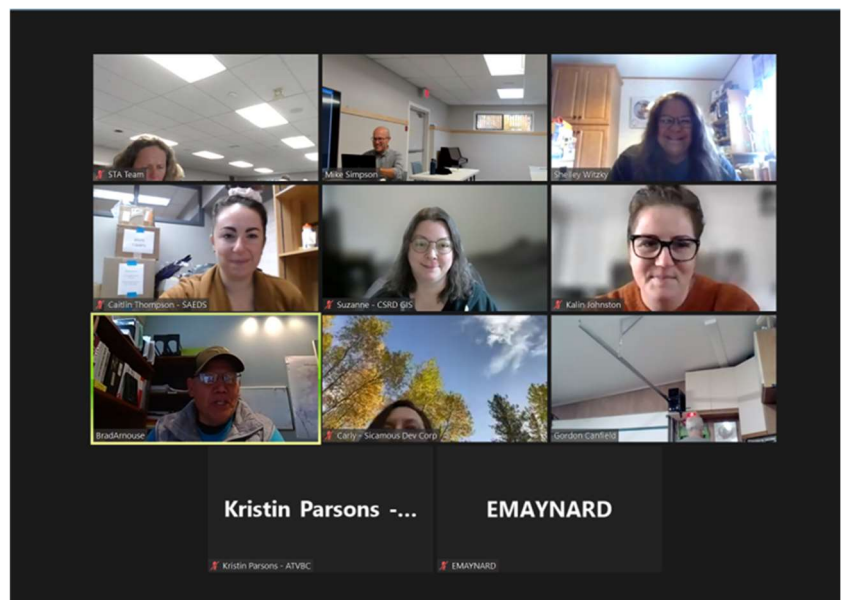 STA Team
Mike Simpson
Shelley Witzky
Caitlin Thompson - SAEDS
Suzanne - CSRD GIS
Kalin Johnston
BradArnouse
Carly - Sicamous Dev Corp
Gordon Canfield
Kristin Parsons -...
EMAYNARD
Kristin Parsons - ATVBC
EMAYNARD